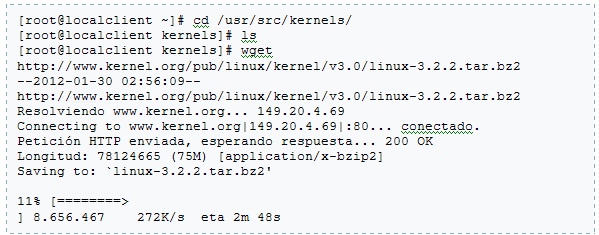 [root@localclient ~]# cd /usr/src/kernels/
[root@localclient kernels]# ls
[root@localclient kernels]# wget
http://www.kernel.org/pub/linux/kernel/v3.0/linux-3.2.2.tar.bz2
--2012-01-30 02:56:09--
http://www.kernel.org/pub/linux/kernel/v3.0/linux-3.2.2.tar.bz2
Resolviendo www.kernel.org... 149.20.4.69
Connecting to www.kernel.org|149.20.4.69|:80... conectado.
Petición HTTP enviada, esperando respuesta... 200 OK
Longitud: 78124665 (75M) [application/x-bzip2]
Saving to: `linux-3.2.2.tar.bz2'
11% [========>
] 8.656.467 272K/s eta 2m 48s